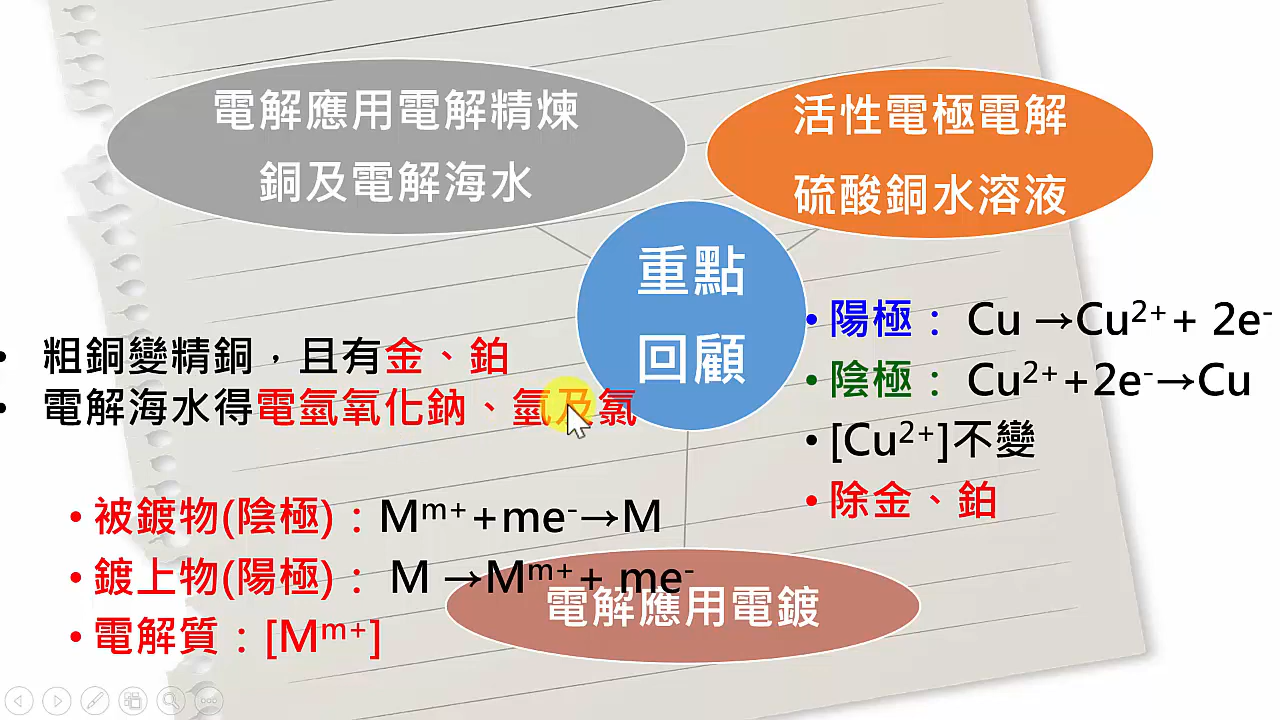 電解應用電解精煉
銅及電解海水
活性電極電解
硫酸銅水溶液
重點
回顧
• 粗銅變精銅，且有金、鉑
• 電解海水得電氫氧化鈉、氫及氯
• 陽極： Cu →Cu²⁺+ 2e⁻
• 陰極： Cu²⁺+2e⁻→Cu
• [Cu²⁺]不變
• 除金、鉑
• 被鍍物(陰極)：Mᵐ⁺+me⁻→M
• 鍍上物(陽極)： M →Mᵐ⁺+ me⁻
• 電解質：[Mᵐ⁺]
電解應用電鍍